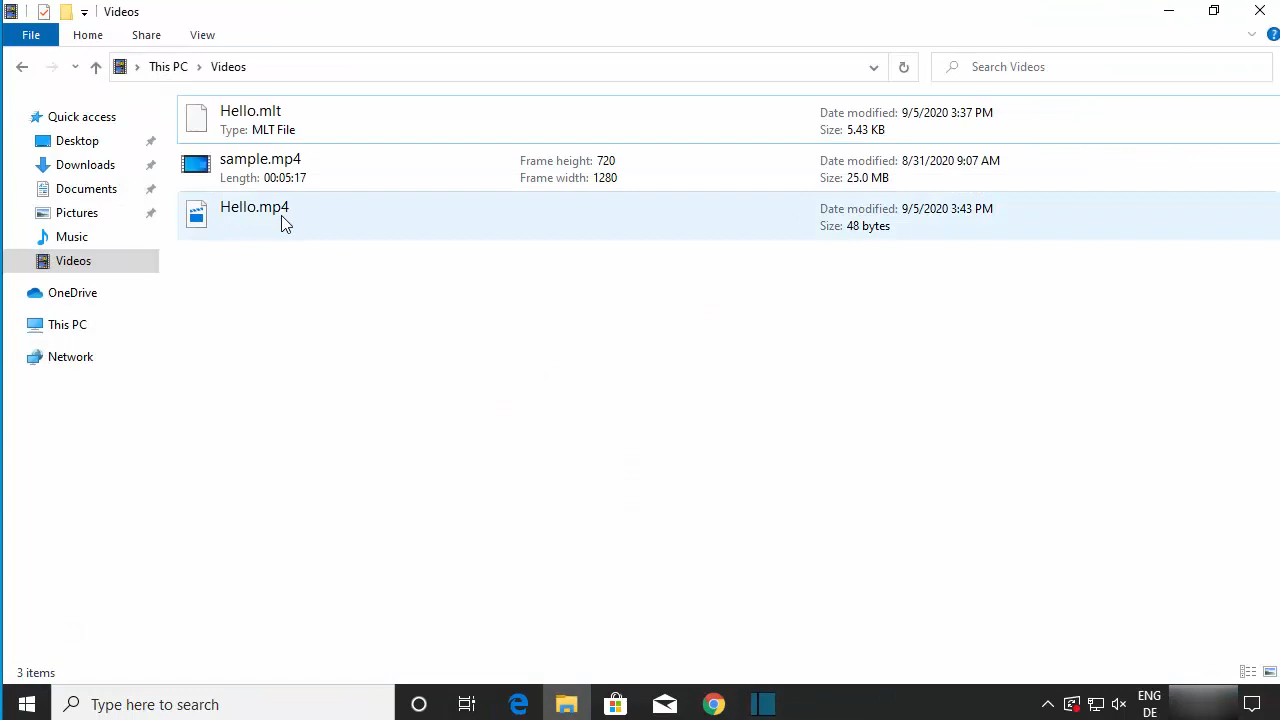 Videos
File Home Share View
This PC > Videos
Search Videos
Quick access
Desktop
Downloads
Documents
Pictures
Music
Videos
OneDrive
This PC
Network
Hello.mlt
Type: MLT File
Date modified: 9/5/2020 3:37 PM
Size: 5.43 KB
sample.mp4
Length: 00:05:17
Frame height: 720
Frame width: 1280
Date modified: 8/31/2020 9:07 AM
Size: 25.0 MB
Hello.mp4
Date modified: 9/5/2020 3:43 PM
Size: 48 bytes
3 items
Type here to search
ENG
DE